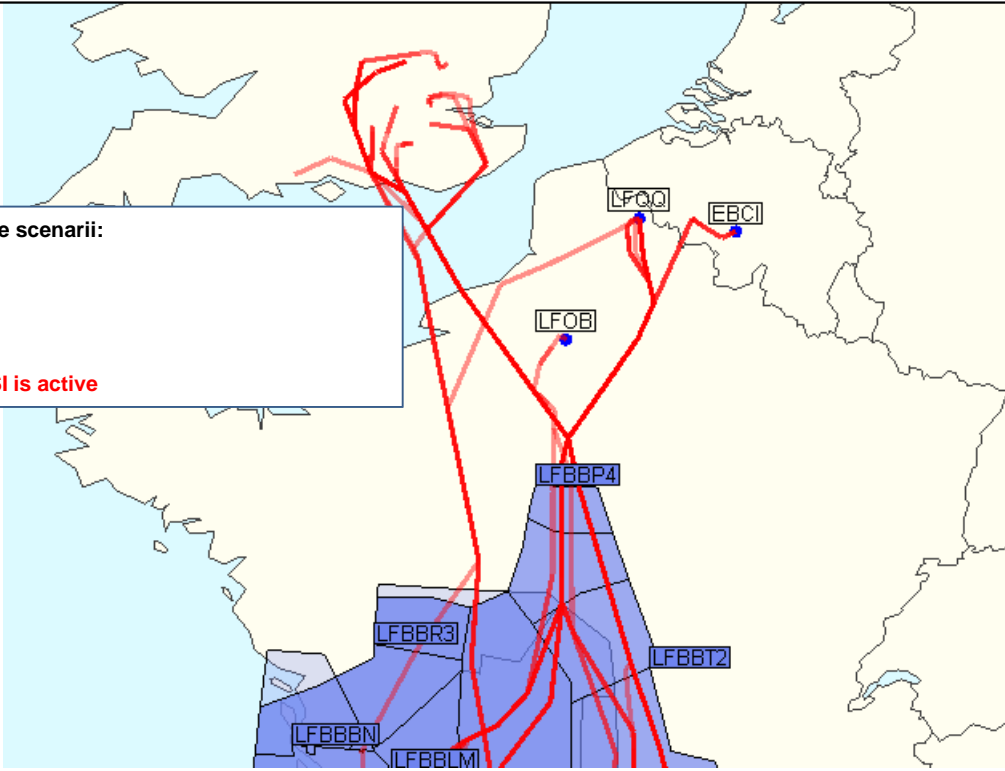 e scenarii:
I is active
LFQQ
EBCI
LFOB
LFBBP4
LFBBR3
LFBBT2
LFBBBN
LFBBLM